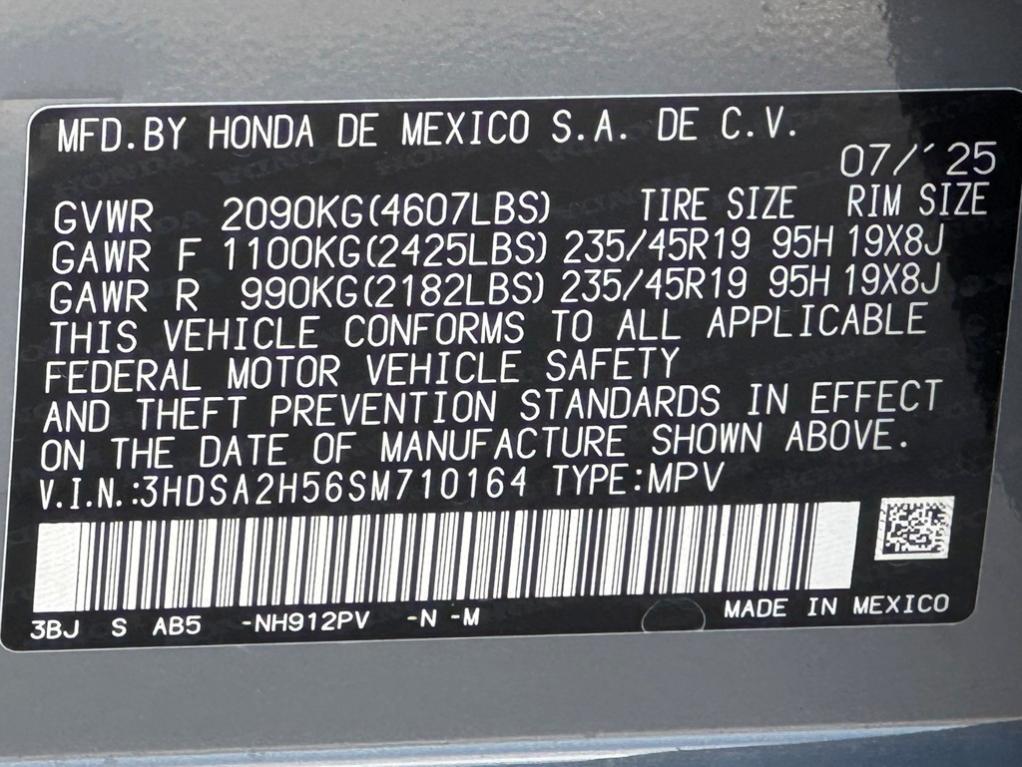 MFD.BY HONDA DE MEXICO S.A. DE C.V.
07/´25
GVWR 2090KG(4607LBS) TIRE SIZE RIM SIZE
GAWR F 1100KG(2425LBS) 235/45R19 95H 19X8J
GAWR R 990KG(2182LBS) 235/45R19 95H 19X8J
THIS VEHICLE CONFORMS TO ALL APPLICABLE
FEDERAL MOTOR VEHICLE SAFETY
AND THEFT PREVENTION STANDARDS IN EFFECT
ON THE DATE OF MANUFACTURE SHOWN ABOVE.
V.I.N.:3HDSA2H56SM710164 TYPE:MPV
3BJ S AB5 -NH912PV -N -M
MADE IN MEXICO